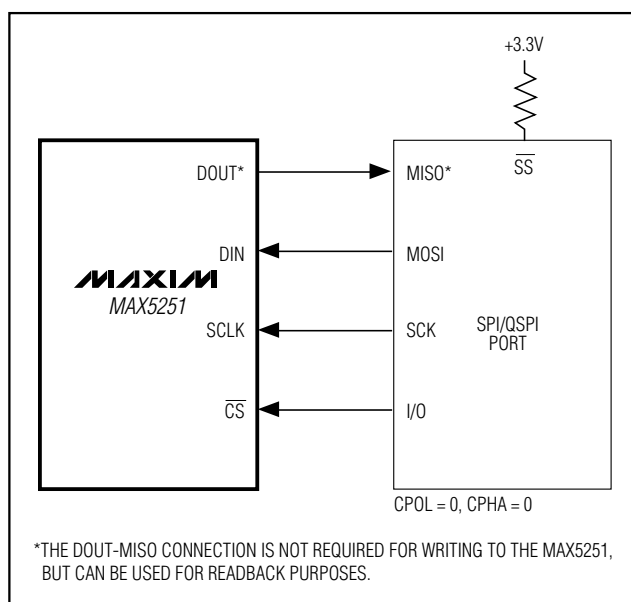 +3.3V
SS
DOUT*
MISO*
DIN
MOSI
MAXIM
MAX5251
SCLK
SCK
SPI/QSPI
PORT
CS
I/O
CPOL = 0, CPHA = 0
*THE DOUT-MISO CONNECTION IS NOT REQUIRED FOR WRITING TO THE MAX5251,
BUT CAN BE USED FOR READBACK PURPOSES.